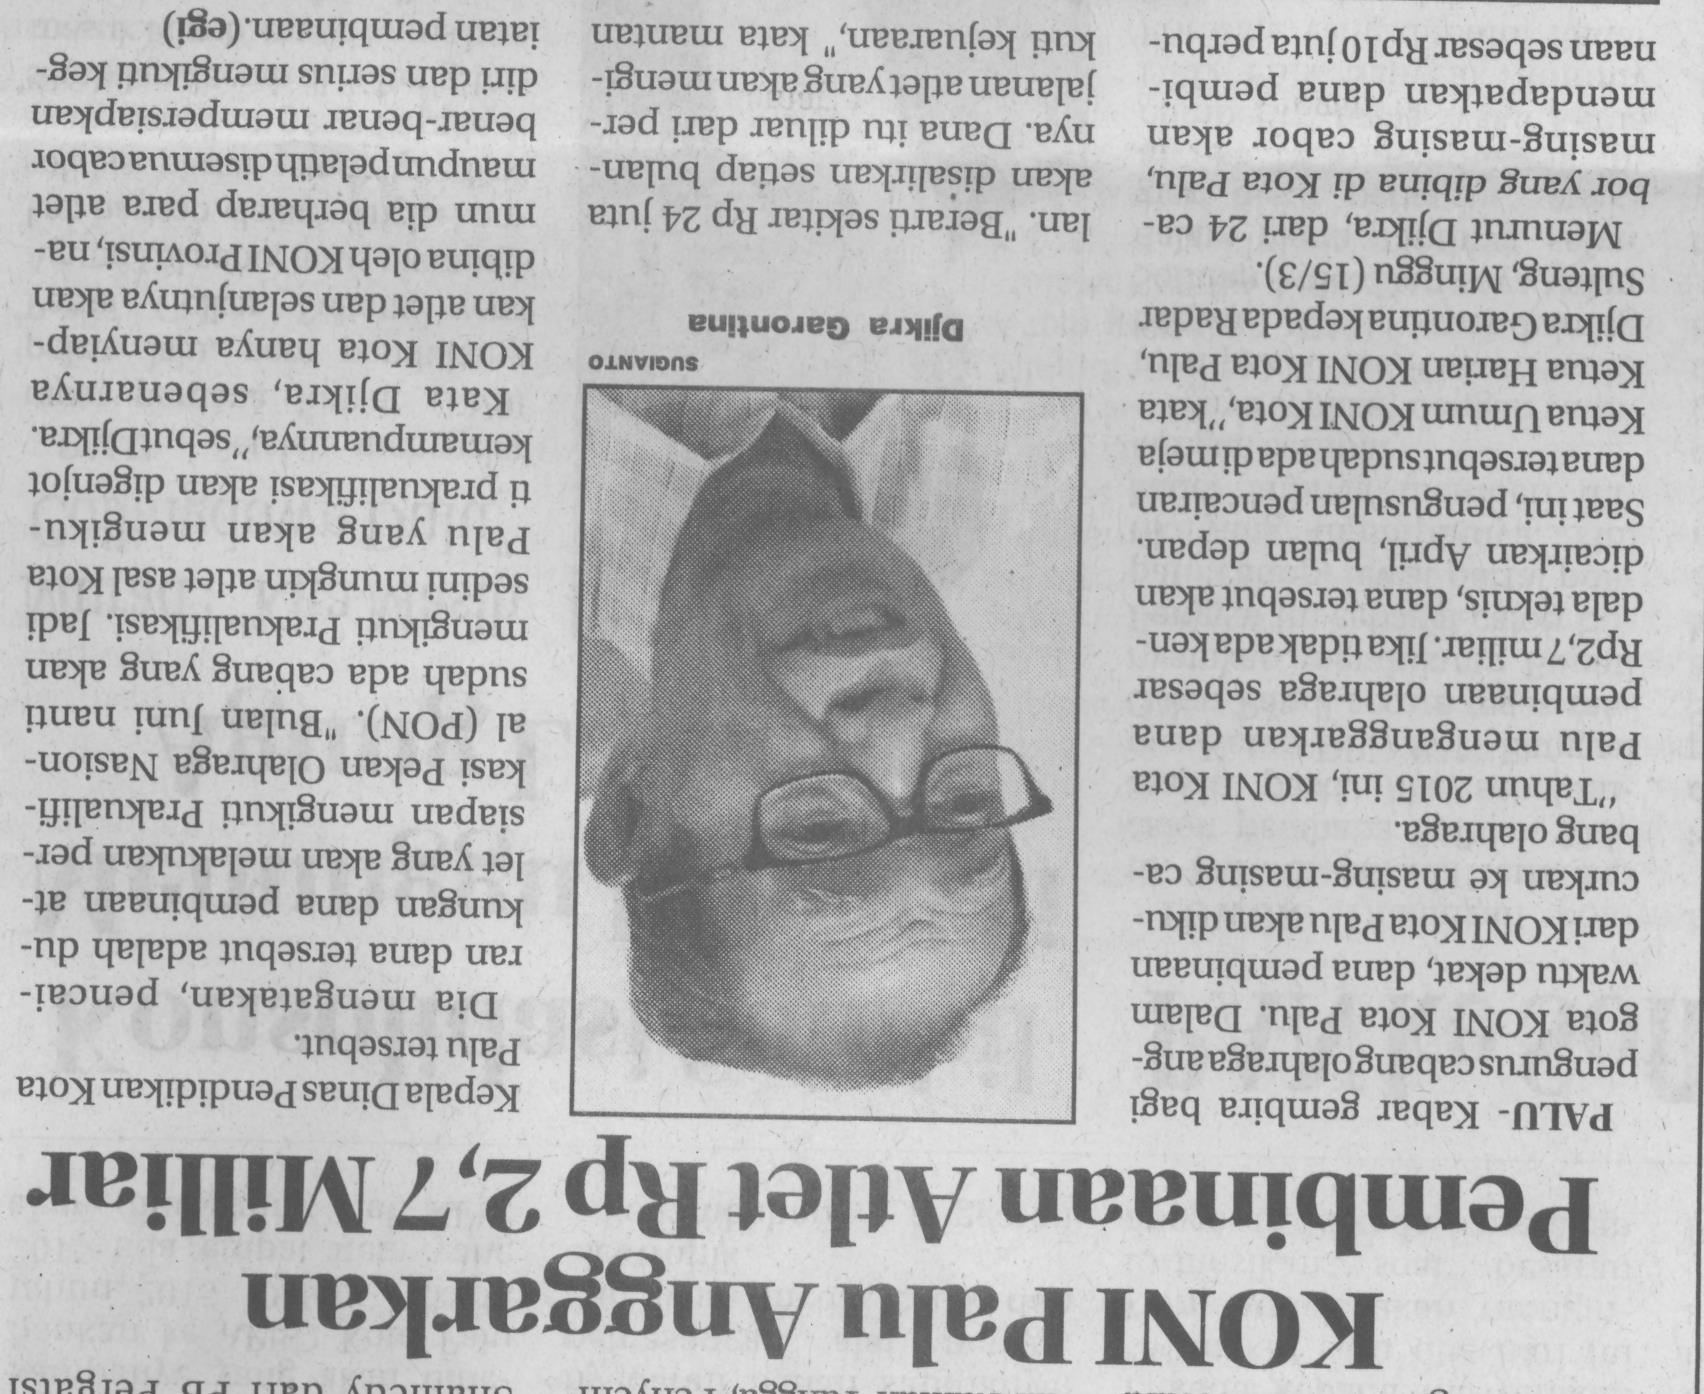 KONI Palu Anggarkan
Pembinaan Atlet Rp 2,7 Milliar
PALU- Kabar gembira bagi
pengurus cabang olahraga ang-
gota KONI Kota Palu. Dalam
waktu dekat, dana pembinaan
dari KONI Kota Palu akan diku-
curkan ke masing-masing ca-
bang olahraga.
"Tahun 2015 ini, KONI Kota
Palu menganggarkan dana
pembinaan olahraga sebesar
Rp2,7 miliar. Jika tidak ada ken-
dala teknis, dana tersebut akan
dicairkan April, bulan depan.
Saat ini, pengusulan pencairan
dana tersebut sudah ada di meja
Ketua Umum KONI Kota," kata
Ketua Harian KONI Kota Palu,
Djikra Garontina kepada Radar
Sulteng, Minggu (15/3).
Menurut Djikra, dari 24 ca-
bor yang dibina di Kota Palu,
masing-masing cabor akan
mendapatkan dana pembi-
naan sebesar Rp10 juta perbu-
SUGIANTO
Djikra Garontina
lan. "Berarti sekitar Rp 24 juta
akan disalirkan setiap bulan-
nya. Dana itu diluar dari per-
jalanan atlet yang akan mengi-
kuti kejuaraan," kata mantan
Kepala Dinas Pendidikan Kota
Palu tersebut.
Dia mengatakan, pencai-
ran dana tersebut adalah du-
kungan dana pembinaan at-
let yang akan melakukan per-
siapan mengikuti Prakualifi-
kasi Pekan Olahraga Nasion-
al (PON). "Bulan Juni nanti
sudah ada cabang yang akan
mengikuti Prakualifikasi. Jadi
sedini mungkin atlet asal Kota
Palu yang akan mengiku-
ti prakualifikasi akan digenjot
kemampuannya," sebut Djikra.
Kata Djikra, sebenarnya
KONI Kota hanya menyiap-
kan atlet dan selanjutnya akan
dibina oleh KONI Provinsi, na-
mun dia berharap para atlet
maupun pelatih disemua cabor
benar-benar mempersiapkan
diri dan serius mengikuti keg-
iatan pembinaan.(egi)